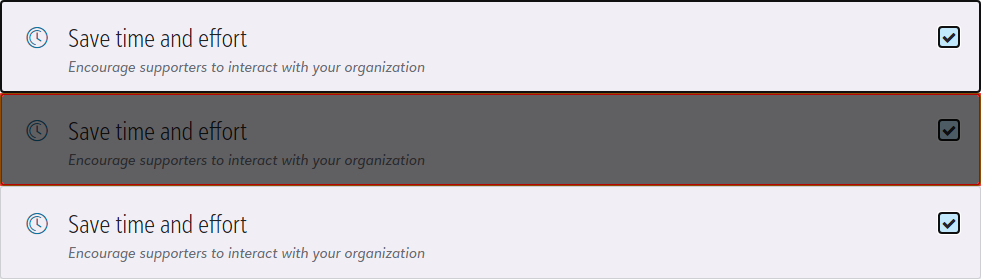 Save time and effort
Encourage supporters to interact with your organization
Save time and effort
Encourage supporters to interact with your organization
Save time and effort
Encourage supporters to interact with your organization